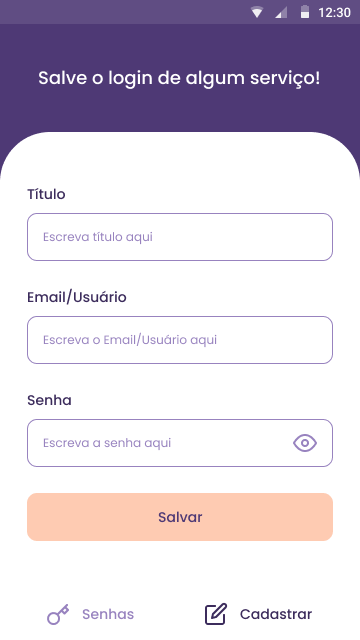 12:30
Salve o login de algum serviço!
Título
Escreva título aqui
Email/Usuário
Escreva o Email/Usuário aqui
Senha
Escreva a senha aqui
Salvar
Senhas
Cadastrar